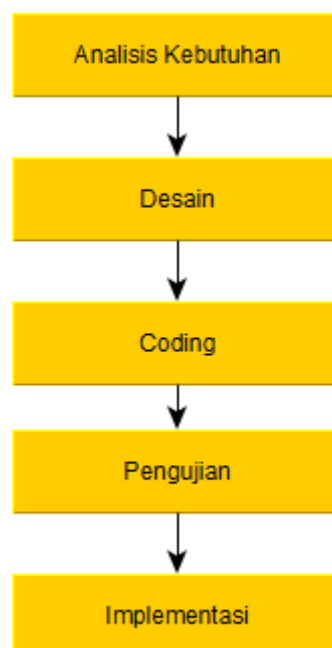 Analisis Kebutuhan
Desain
Coding
Pengujian
Implementasi